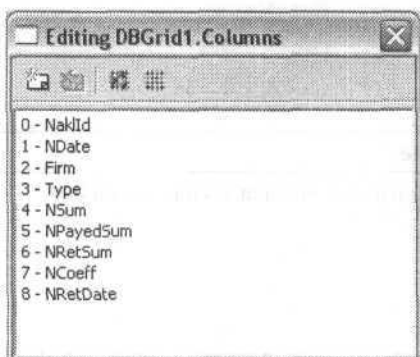 Editing DBGrid1.Columns
0 - NaklId
1 - NDate
2 - Firm
3 - Type
4 - NSum
5 - NPayedSum
6 - NRetSum
7 - NCoeff
8 - NRetDate